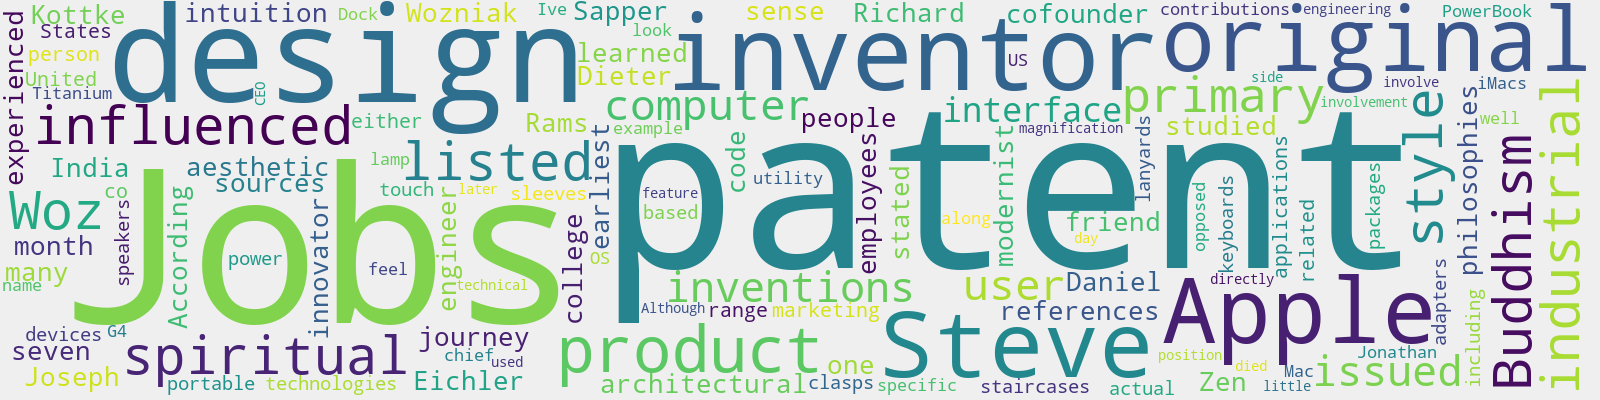 Kottke
intuition
Dock
Wozniak
Ive
Sapper
sense
Richard
cofounder
contributions
engineering
PowerBook
experienced
States
person
United
Titanium
design
CEO
look
learned
Dieter
inventor
US
original
side
involve
iMacs
influenced
either
Rams
computer
example
people
interface
primary
involvement
magnification
studied
well
India
aesthetic
sources
co
lamp
listed
touch
later
sleeves
earliest
code
utility
feature
based
patent
employees
stated
along
modernist
lanyards
friend
day
opposed
keyboards
applications
related
packages
style
philosophies
Buddhism
industrial
Woz
month
many
name
speakers
According
Jobs
power
innovator
feel
engineer
technical
college
OS
inventions
user
Daniel
directly
Although
range
marketing
references
Apple
adapters
including
devices
G4
seven
Joseph
spiritual
journey
chief
used
portable
technologies
Eichler
product
architectural
one
clasps
Steve
specific
staircases
actual
position
died
Zen
Mac
little
Jonathan
issued